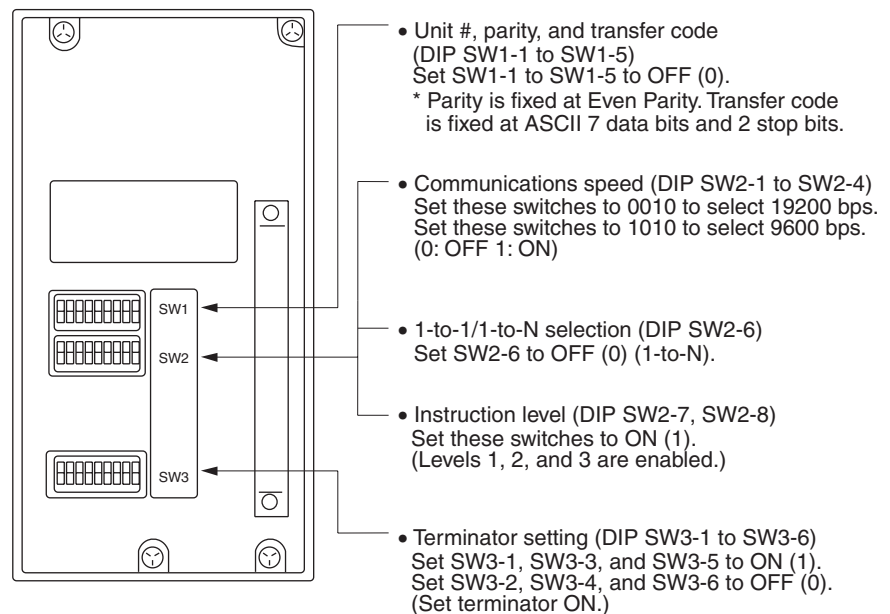 • Unit #, parity, and transfer code
(DIP SW1-1 to SW1-5)
Set SW1-1 to SW1-5 to OFF (0).
* Parity is fixed at Even Parity. Transfer code
is fixed at ASCII 7 data bits and 2 stop bits.
• Communications speed (DIP SW2-1 to SW2-4)
Set these switches to 0010 to select 19200 bps.
Set these switches to 1010 to select 9600 bps.
(0: OFF 1: ON)
SW1
• 1-to-1/1-to-N selection (DIP SW2-6)
Set SW2-6 to OFF (0) (1-to-N).
SW2
• Instruction level (DIP SW2-7, SW2-8)
Set these switches to ON (1).
(Levels 1, 2, and 3 are enabled.)
SW3
• Terminator setting (DIP SW3-1 to SW3-6)
Set SW3-1, SW3-3, and SW3-5 to ON (1).
Set SW3-2, SW3-4, and SW3-6 to OFF (0).
(Set terminator ON.)